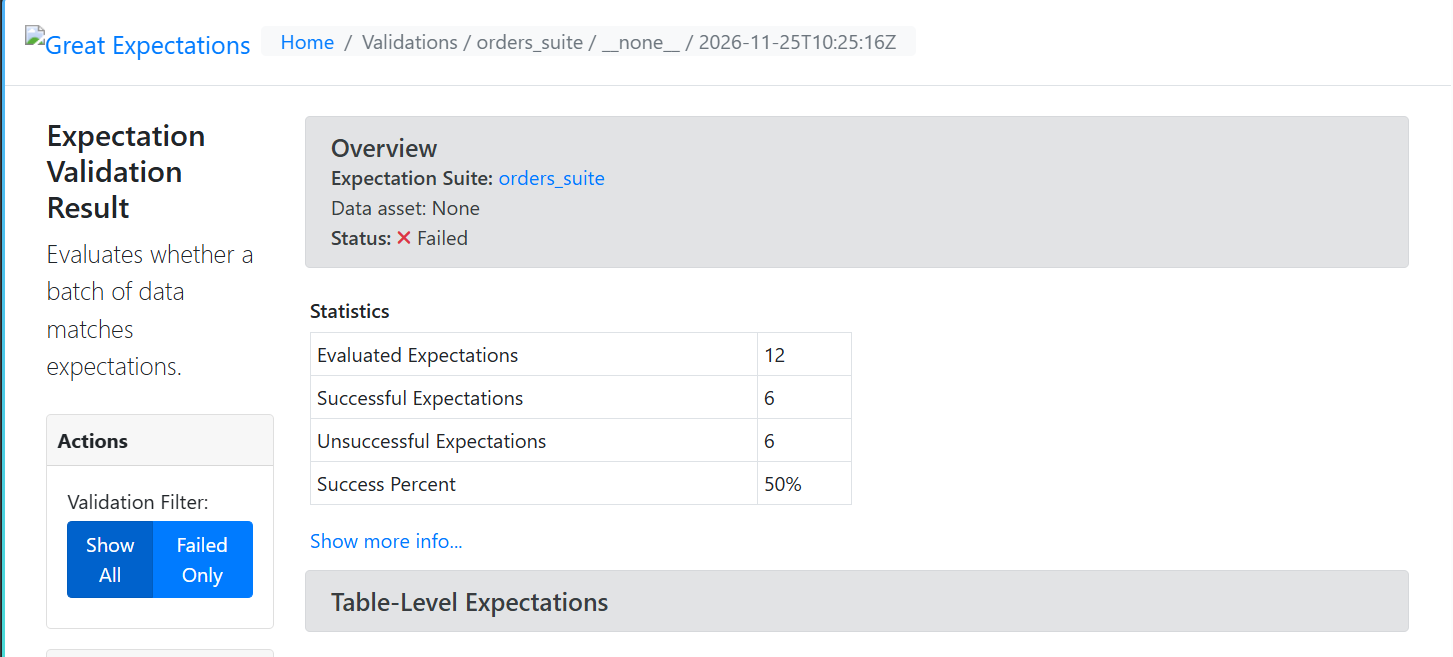 Great Expectations Home / Validations / orders_suite / __none__ / 2026-11-25T10:25:16Z
Expectation
Validation
Result
Evaluates whether a
batch of data
matches
expectations.
Actions
Validation Filter:
Show All
Failed Only
Overview
Expectation Suite: orders_suite
Data asset: None
Status: ❌ Failed
Statistics
Evaluated Expectations 12
Successful Expectations 6
Unsuccessful Expectations 6
Success Percent 50%
Show more info...
Table-Level Expectations